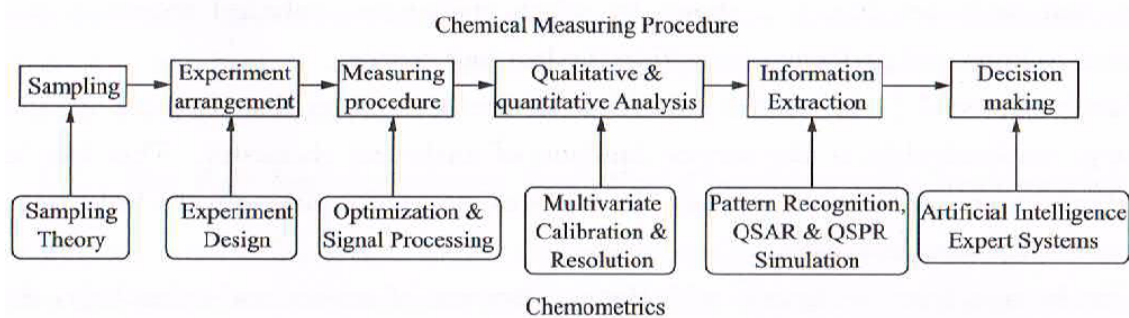 Chemical Measuring Procedure
Sampling
Experiment
arrangement
Measuring
procedure
Qualitative &
quantitative Analysis
Information
Extraction
Decision
making
Sampling
Theory
Experiment
Design
Optimization &
Signal Processing
Multivariate
Calibration &
Resolution
Pattern Recognition,
QSAR & QSPR
Simulation
Artificial Intelligence
Expert Systems
Chemometrics